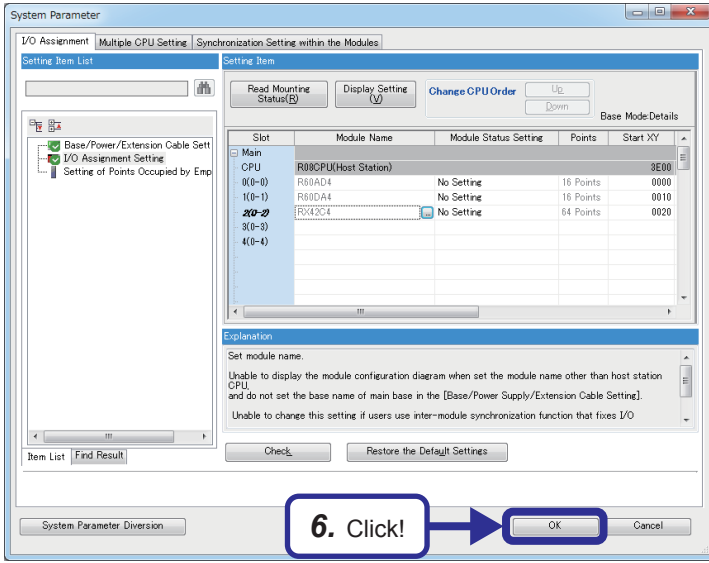 System Parameter
I/O Assignment Multiple CPU Setting Synchronization Setting within the Modules
Setting Item List
Base/Power/Extension Cable Sett
I/O Assignment Setting
Setting of Points Occupied by Emp
Item List Find Result
Setting Item
Read Mounting Status(R)
Display Setting (V)
Change CPU Order
Up
Down
Base Mode:Details
Slot Module Name Module Status Setting Points Start XY
Main
CPU R08CPU(Host Station) 3E00
0(0-0) R60AD4 No Setting 16 Points 0000
1(0-1) R60DA4 No Setting 16 Points 0010
2(0-2) RX42C4 ... No Setting 64 Points 0020
3(0-3)
4(0-4)
Explanation
Set module name.
Unable to display the module configuration diagram when set the module name other than host station
CPU,
and do not set the base name of main base in the [Base/Power Supply/Extension Cable Setting].
Unable to change this setting if users use inter-module synchronization function that fixes I/O
Check Restore the Default Settings
System Parameter Diversion
6. Click!
OK Cancel